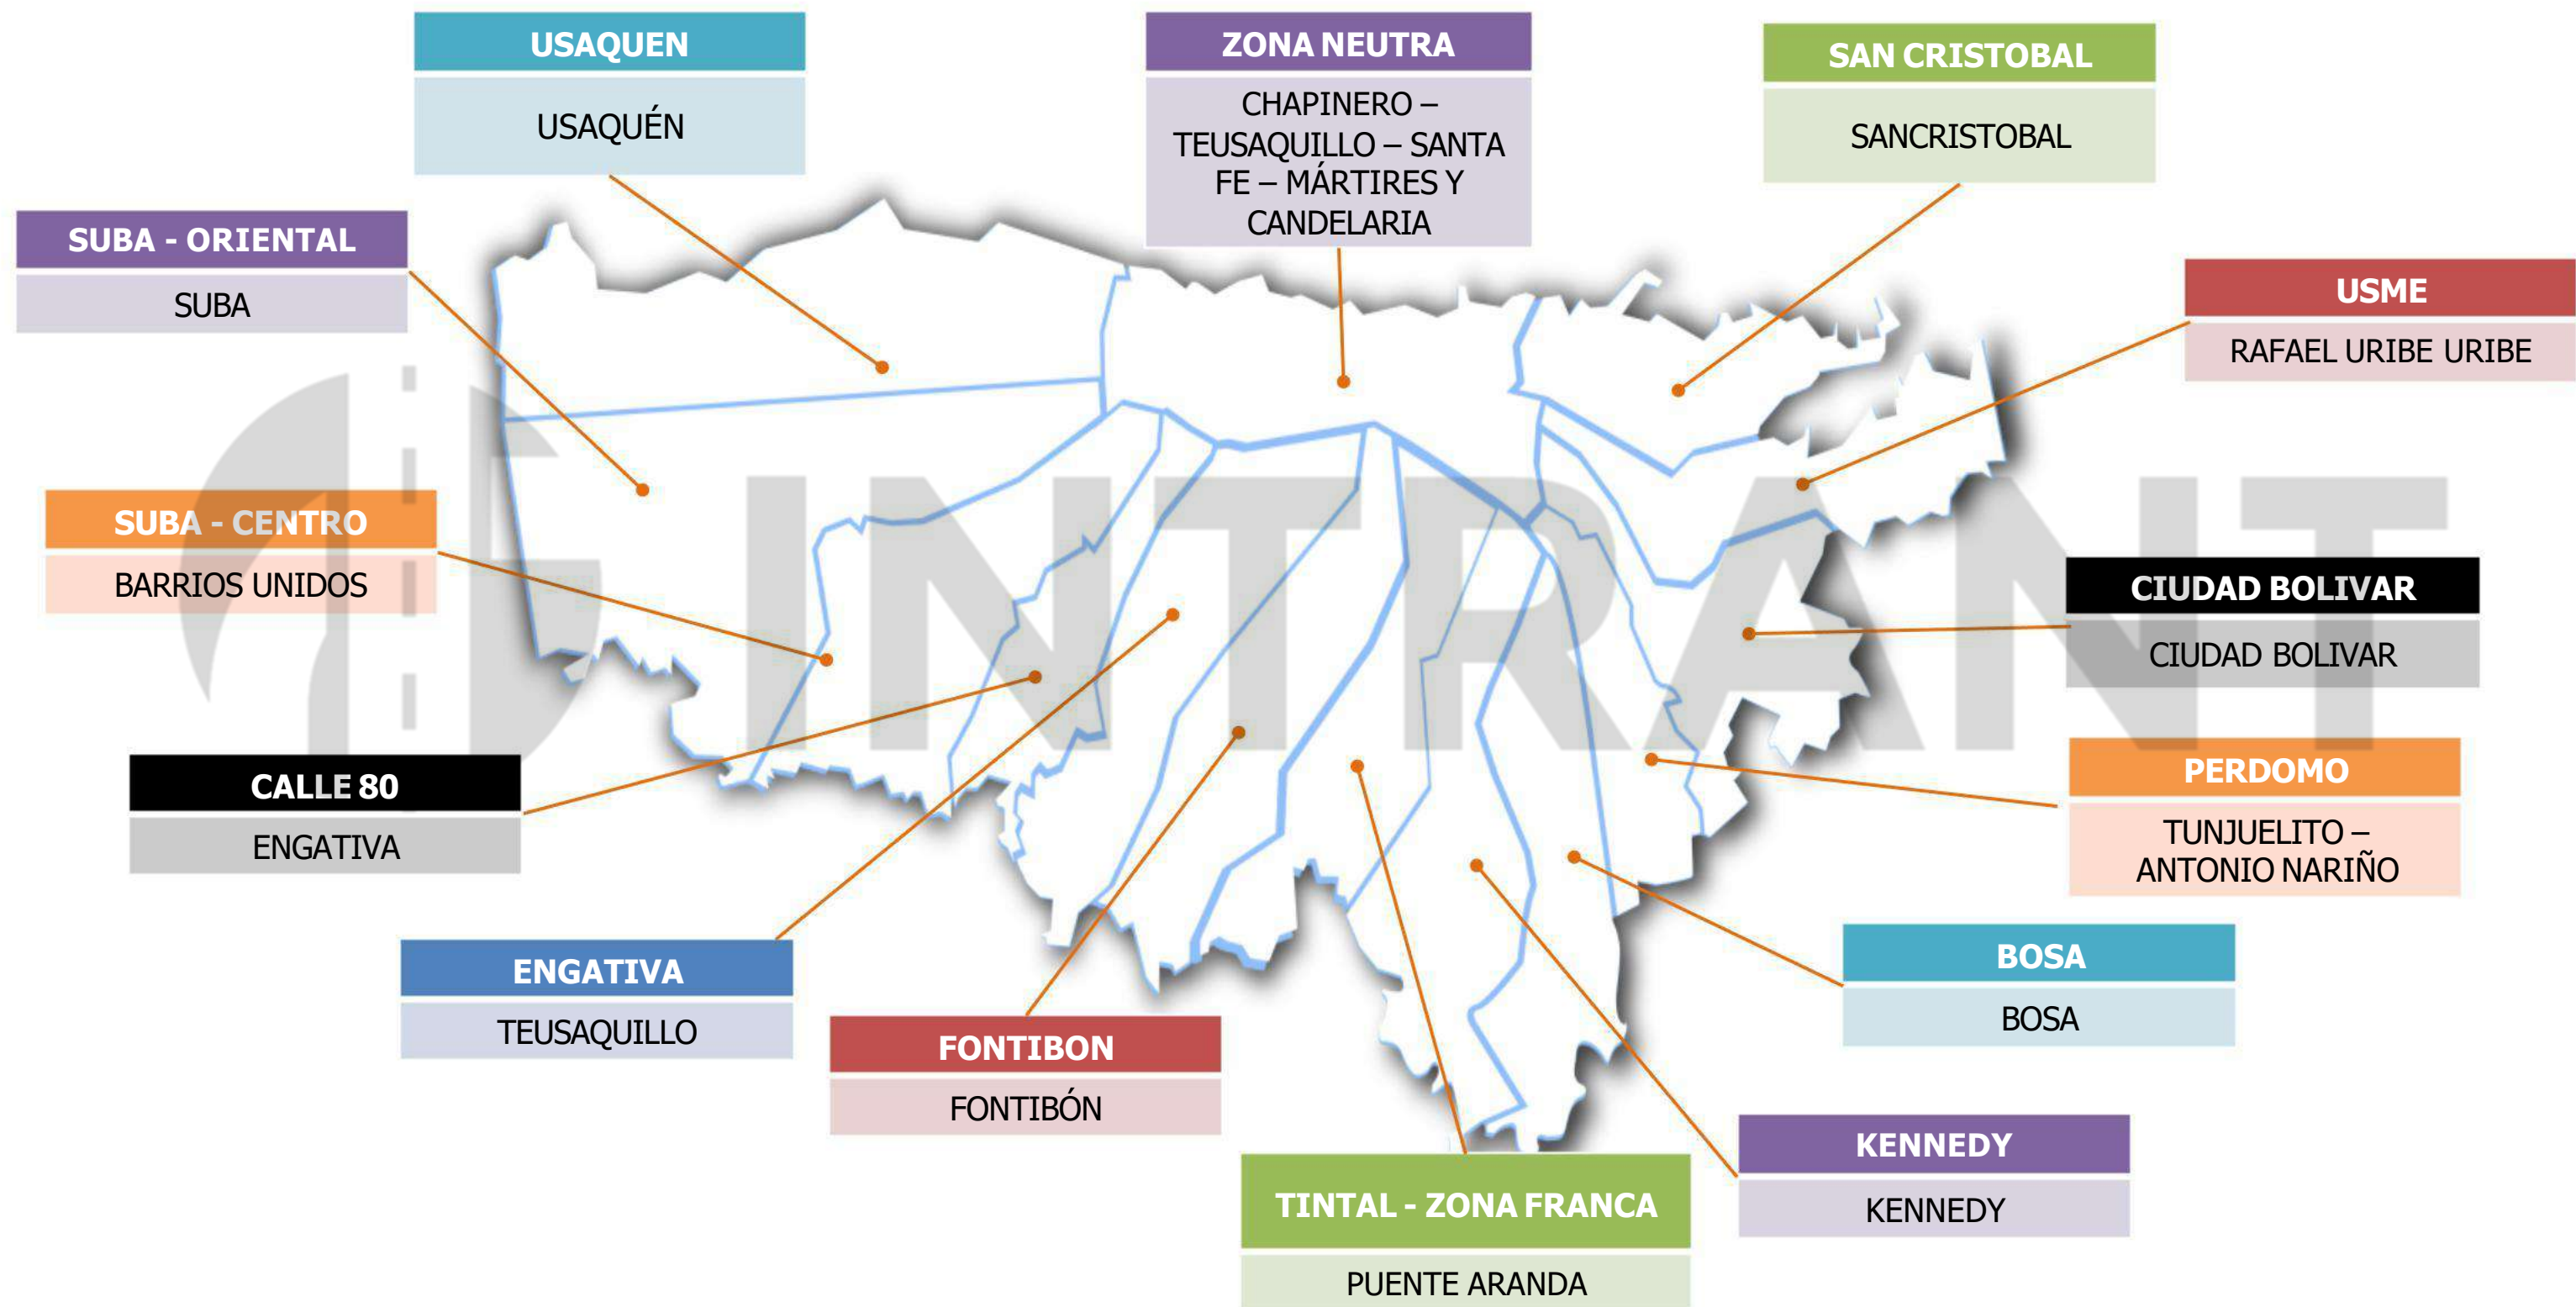 USAQUEN
USAQUÉN
ZONA NEUTRA
CHAPINERO –
TEUSAQUILLO – SANTA
FE – MÁRTIRES Y
CANDELARIA
SAN CRISTOBAL
SANCRISTOBAL
SUBA - ORIENTAL
SUBA
USME
RAFAEL URIBE URIBE
SUBA - CENTRO
BARRIOS UNIDOS
INTRANT
CIUDAD BOLIVAR
CIUDAD BOLIVAR
CALLE 80
ENGATIVA
PERDOMO
TUNJUELITO –
ANTONIO NARIÑO
ENGATIVA
TEUSAQUILLO
BOSA
BOSA
FONTIBON
FONTIBÓN
KENNEDY
KENNEDY
TINTAL - ZONA FRANCA
PUENTE ARANDA